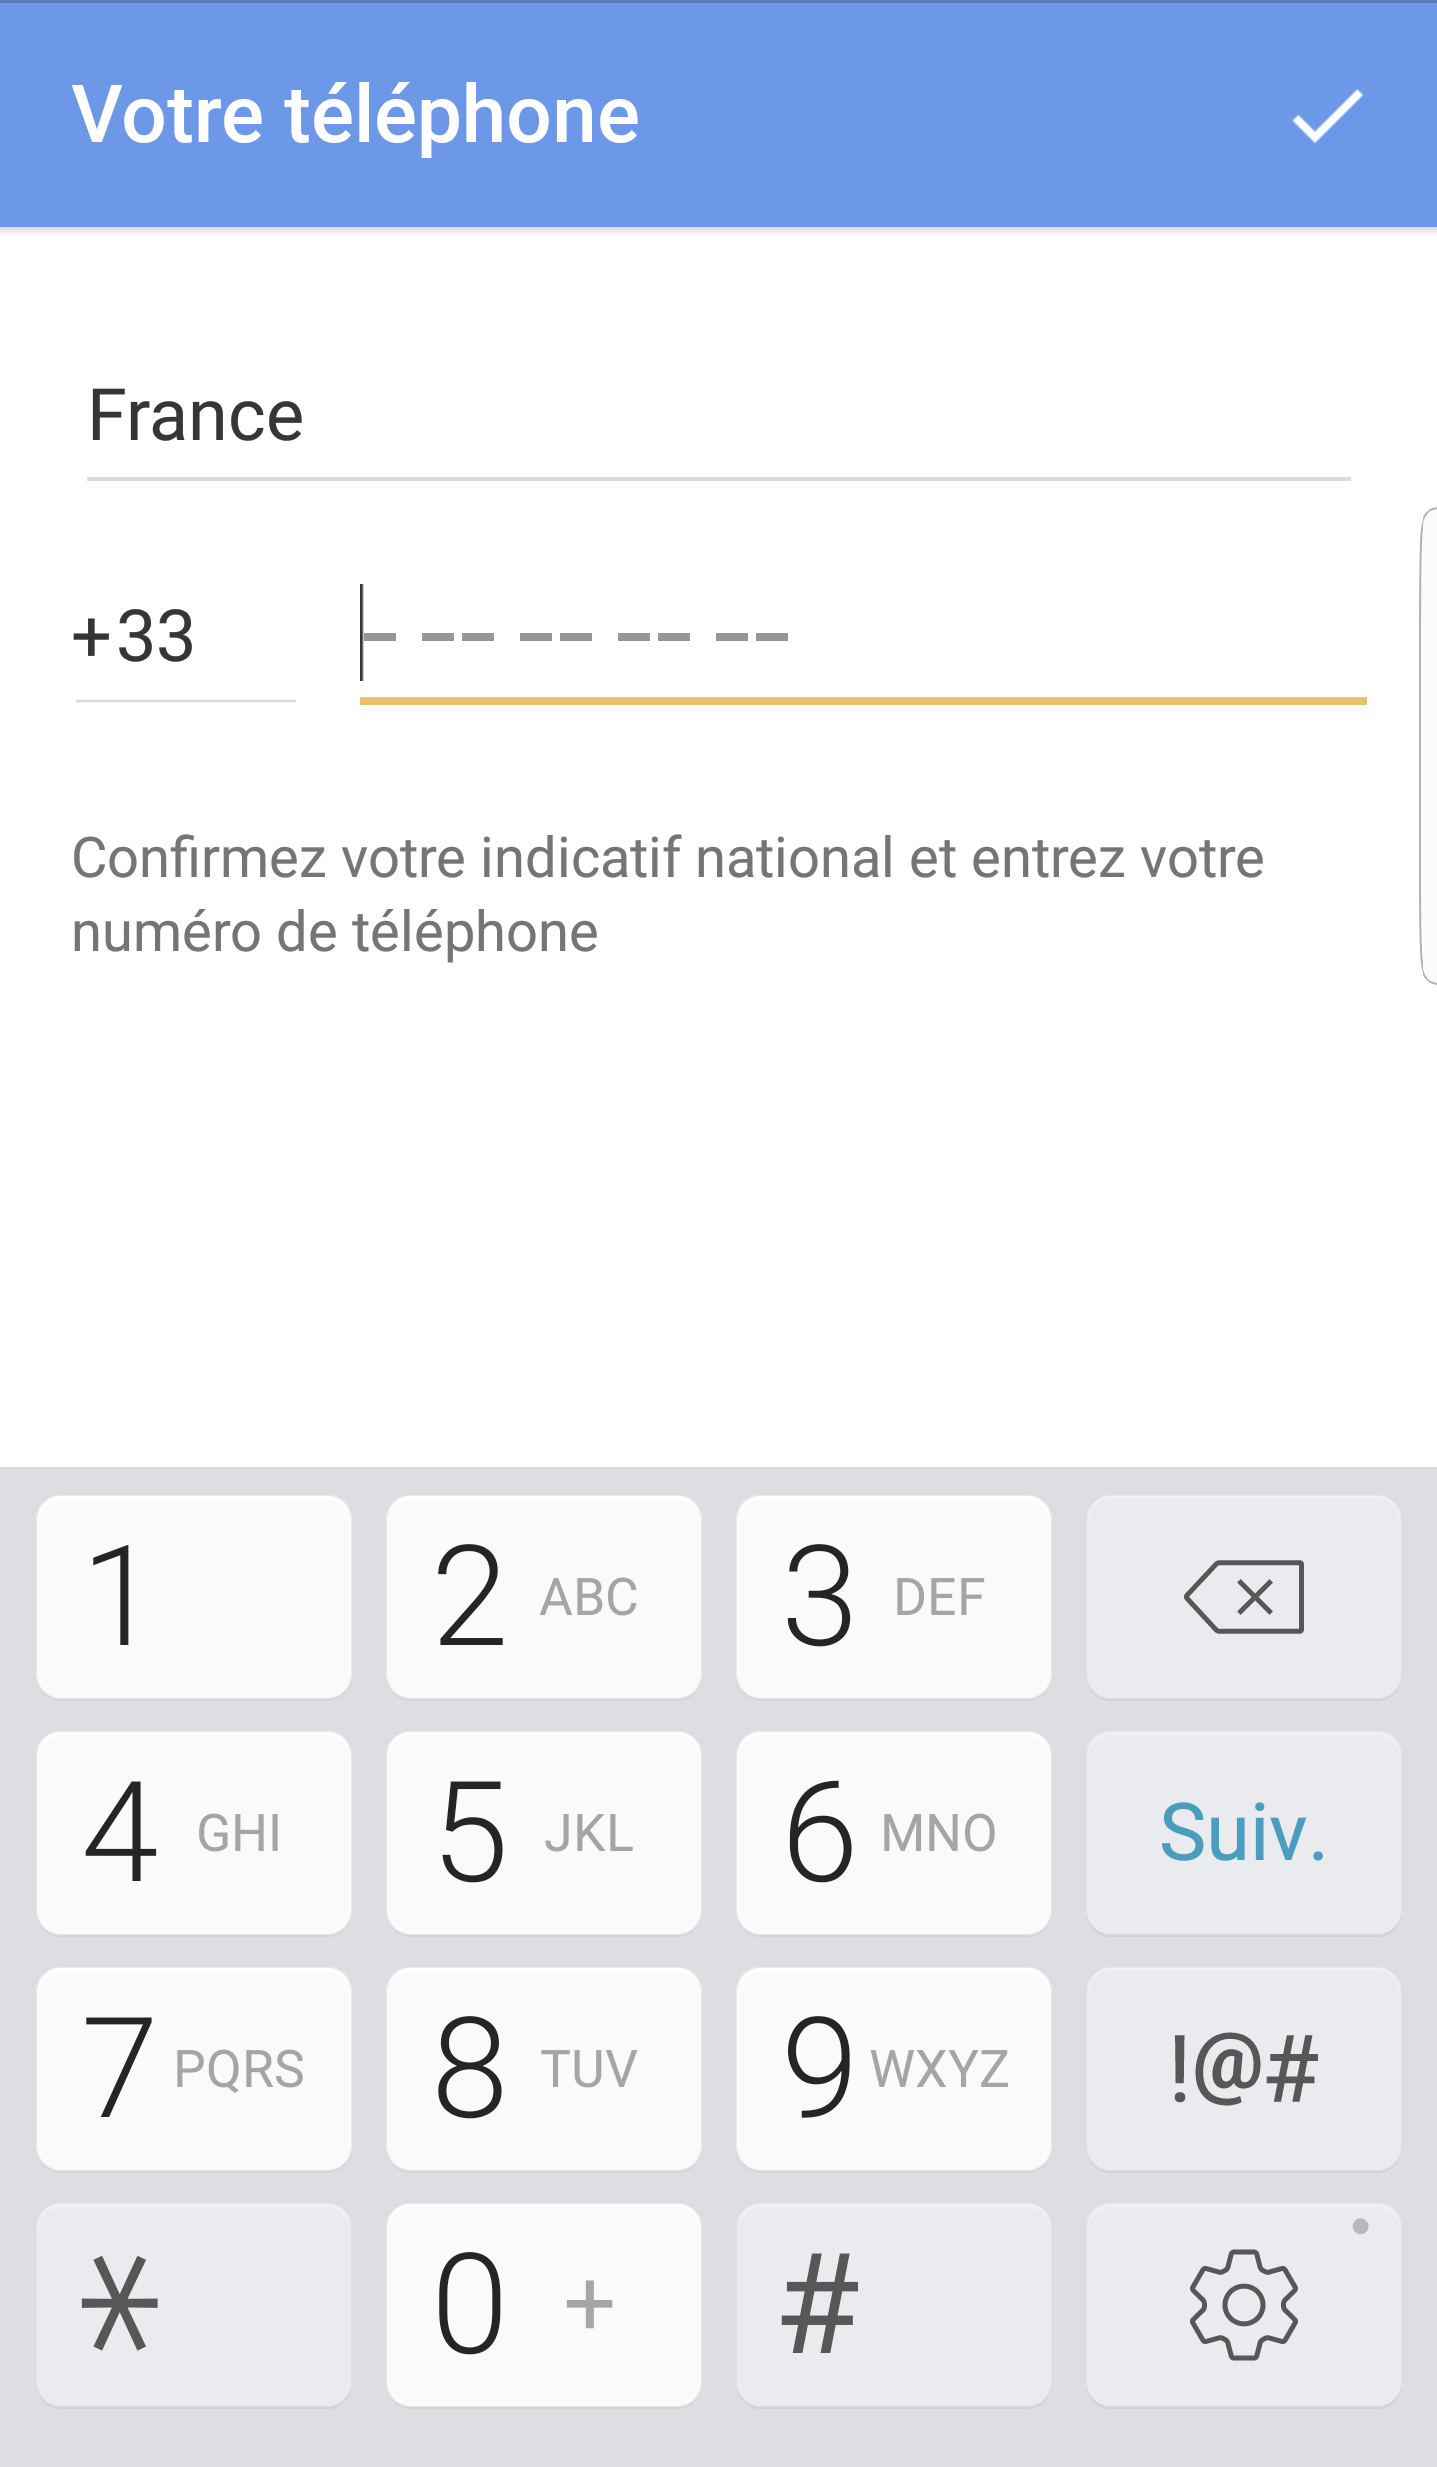 Votre téléphone
France
+33
Confirmez votre indicatif national et entrez votre
numéro de téléphone
1 2 ABC 3 DEF
4 GHI 5 JKL 6 MNO Suiv.
7 PQRS 8 TUV 9 WXYZ !@#
* 0 + #